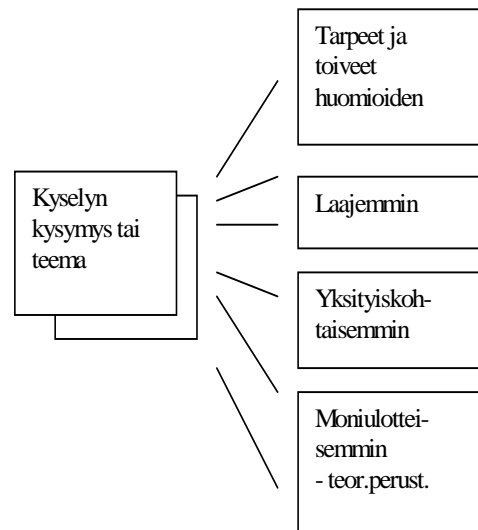 Tarpeet ja
toiveet
huomioiden
Kyselyn
kysymys tai
teema
Laajemmin
Yksityiskoh-
taisemmin
Moniulottei-
semmin
- teor.perust.